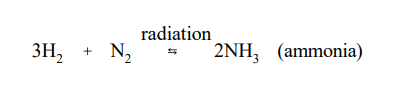 radiation
3H₂ + N₂ ⇆ 2NH₃ (ammonia)